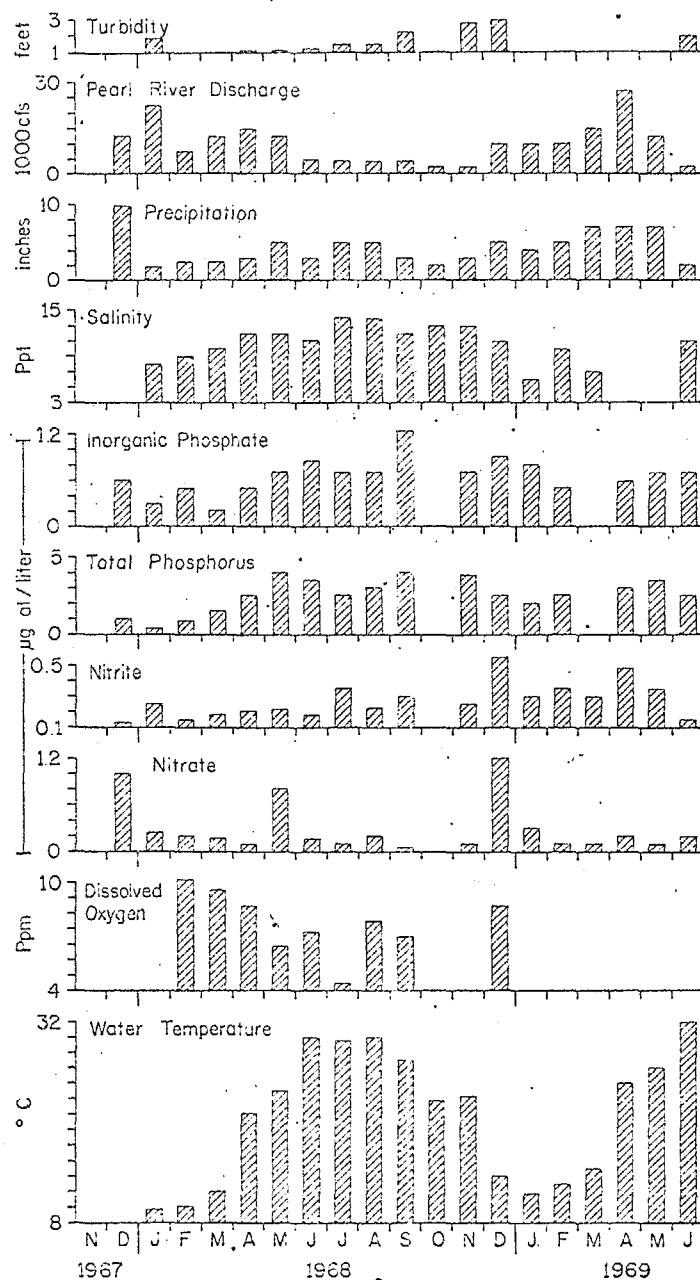 feet
3
1
Turbidity
1000 cfs
30
0
Pearl River Discharge
inches
10
0
Precipitation
Ppt
15
3
Salinity
µg at/liter
1.2
0
Inorganic Phosphate
5
0
Total Phosphorus
0.5
0.1
Nitrite
1.2
0
Nitrate
Ppm
10
4
Dissolved
Oxygen
°C
32
8
Water Temperature
N D J F M A M J J A S O N D J F M A M J
1967 1968 1969